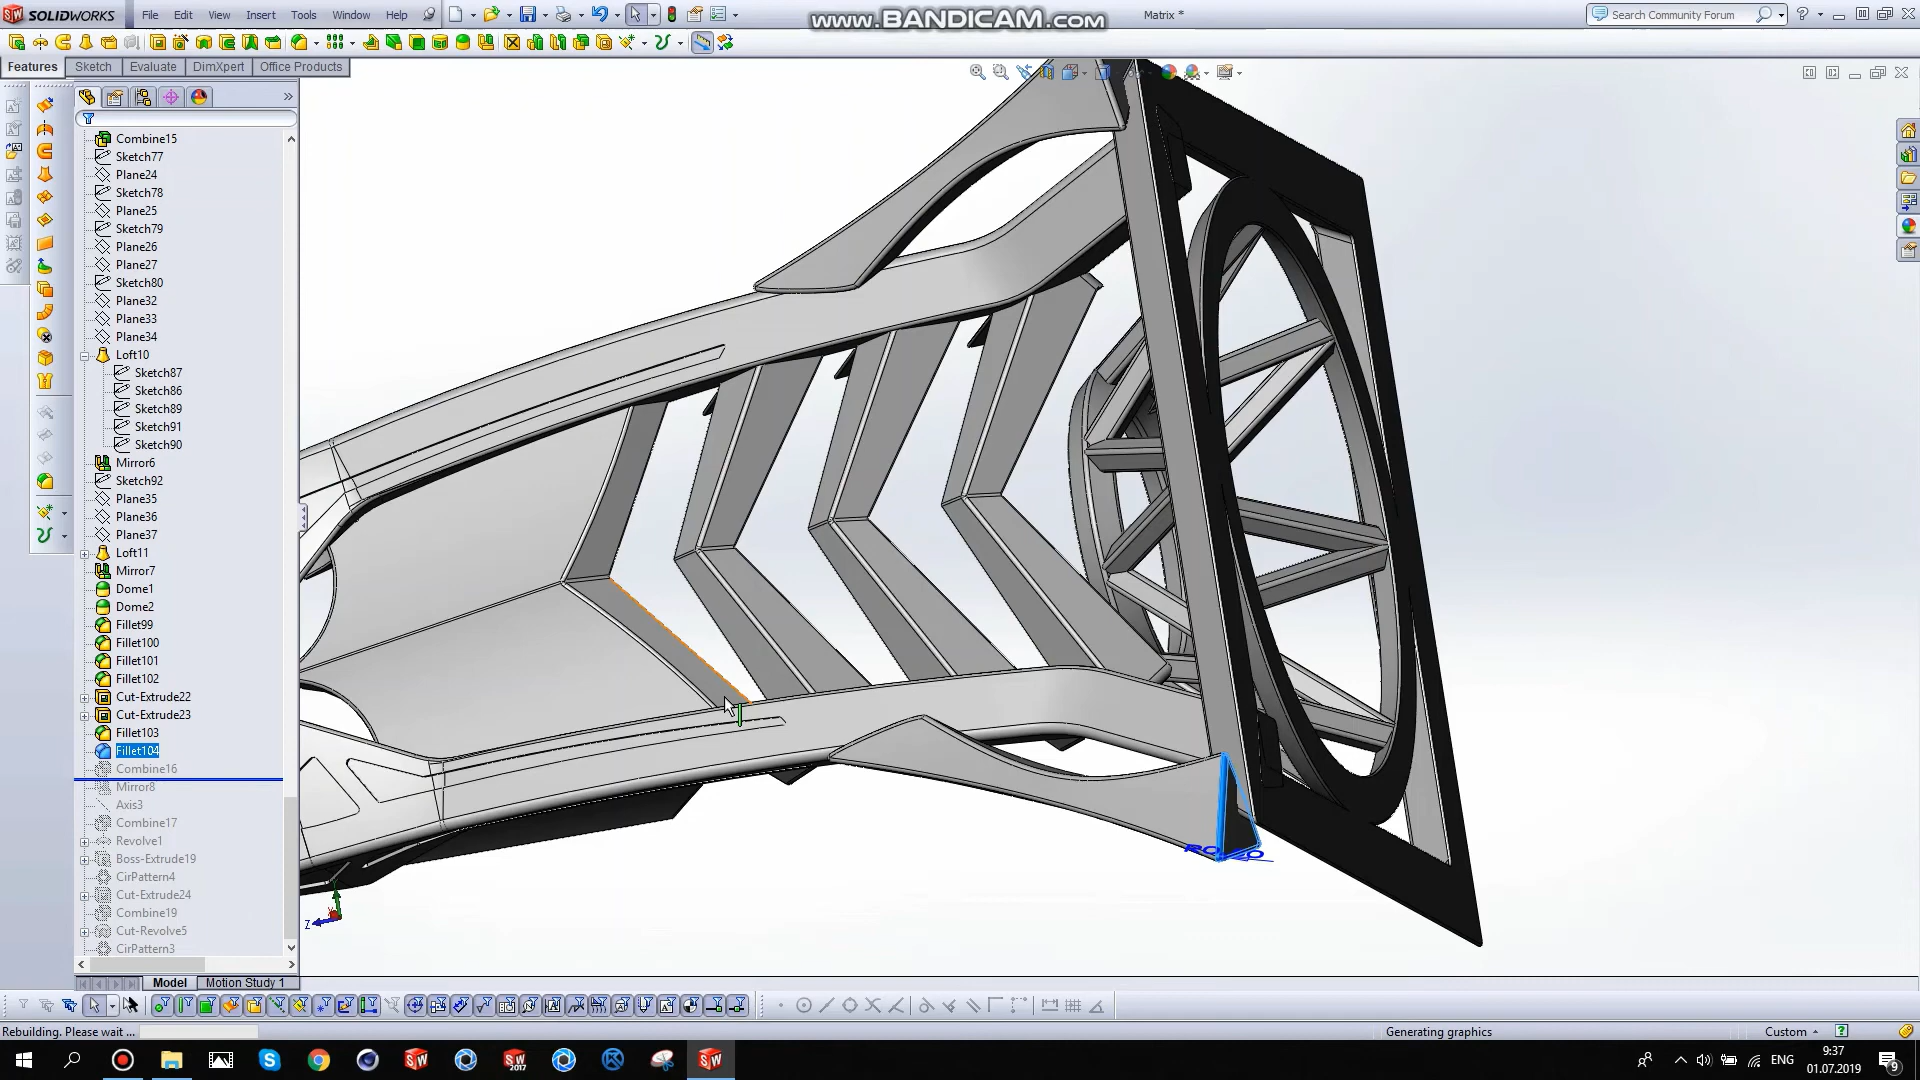 SOLIDWORKS
File Edit View Insert Tools Window Help
www.BANDICAM.com
Matrix *
Search Community Forum
Features Sketch Evaluate DimXpert Office Products
Combine15
Sketch77
Plane24
Sketch78
Plane25
Sketch79
Plane26
Plane27
Sketch80
Plane32
Plane33
Plane34
Loft10
Sketch87
Sketch86
Sketch89
Sketch91
Sketch90
Mirror6
Sketch92
Plane35
Plane36
Plane37
Loft11
Mirror7
Dome1
Dome2
Fillet99
Fillet100
Fillet101
Fillet102
Cut-Extrude22
Cut-Extrude23
Fillet103
Fillet104
Combine16
Mirror8
Axis3
Combine17
Revolve1
Boss-Extrude19
CirPattern4
Cut-Extrude24
Combine19
Cut-Revolve5
CirPattern3
Z
Model Motion Study 1
Rebuilding. Please wait ...
Generating graphics
Custom
2017
ENG
9:37
01.07.2019
9